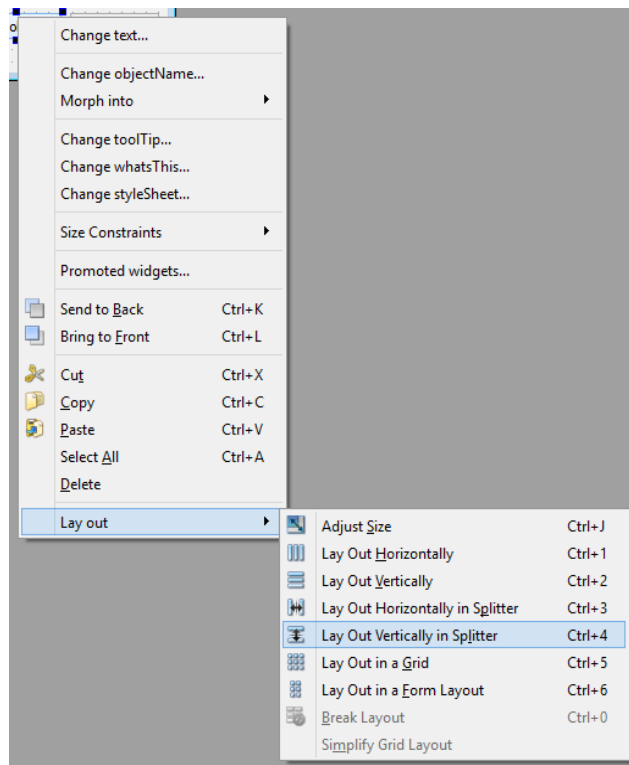 Change text...
Change objectName...
Morph into
Change toolTip...
Change whatsThis...
Change styleSheet...
Size Constraints
Promoted widgets...
Send to Back Ctrl+K
Bring to Front Ctrl+L
Cut Ctrl+X
Copy Ctrl+C
Paste Ctrl+V
Select All Ctrl+A
Delete
Lay out
Adjust Size Ctrl+J
Lay Out Horizontally Ctrl+1
Lay Out Vertically Ctrl+2
Lay Out Horizontally in Splitter Ctrl+3
Lay Out Vertically in Splitter Ctrl+4
Lay Out in a Grid Ctrl+5
Lay Out in a Form Layout Ctrl+6
Break Layout Ctrl+0
Simplify Grid Layout